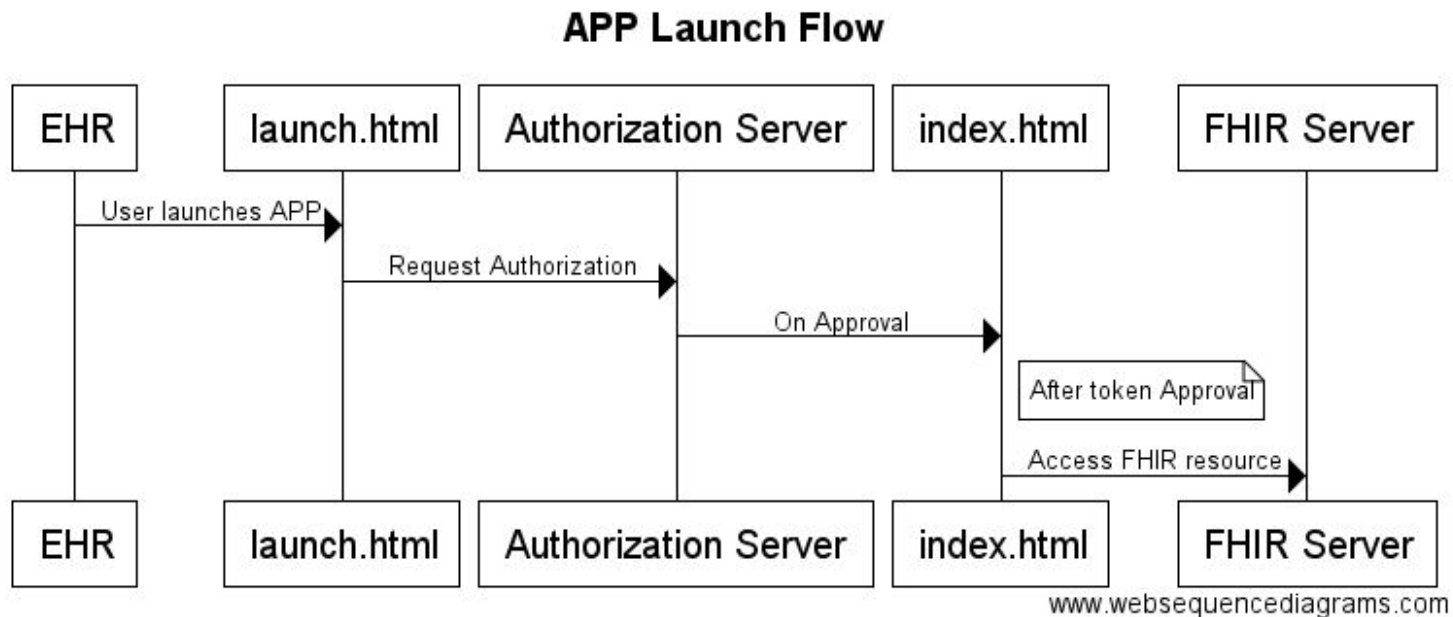 APP Launch Flow
EHR
launch.html
Authorization Server
index.html
FHIR Server
User launches APP
Request Authorization
On Approval
After token Approval
Access FHIR resource
EHR
launch.html
Authorization Server
index.html
FHIR Server
www.websequencediagrams.com